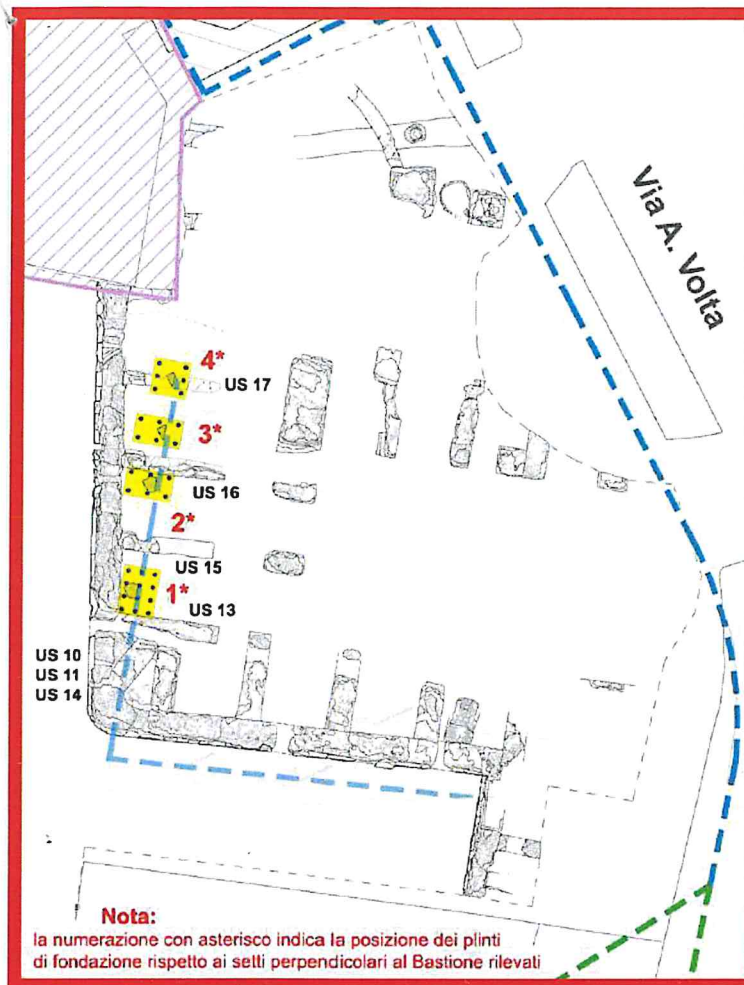 Via A. Volta
4*
US 17
3*
US 16
2*
US 15
1*
US 13
US 10
US 11
US 14
Nota:
la numerazione con asterisco indica la posizione dei plinti
di fondazione rispetto ai setti perpendicolari al Bastione rilevati